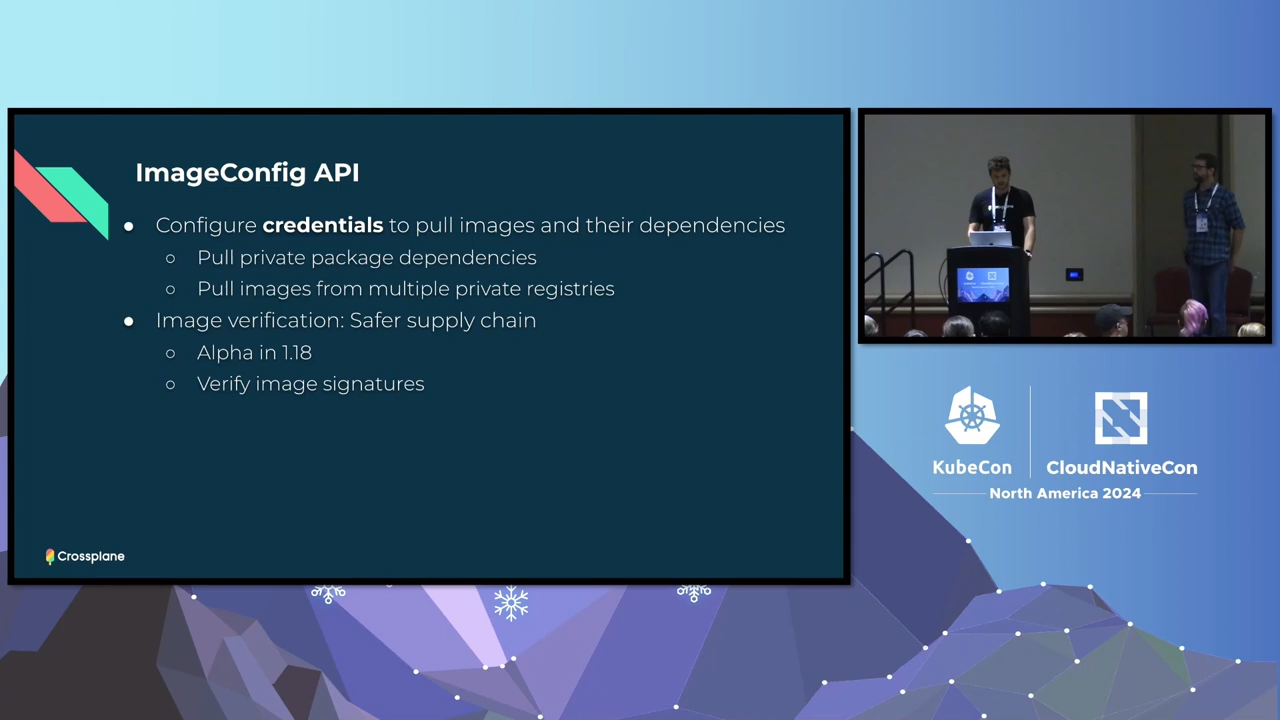 ImageConfig API
● Configure credentials to pull images and their dependencies
○ Pull private package dependencies
○ Pull images from multiple private registries
● Image verification: Safer supply chain
○ Alpha in 1.18
○ Verify image signatures
Crossplane
KubeCon
CloudNativeCon
North America 2024